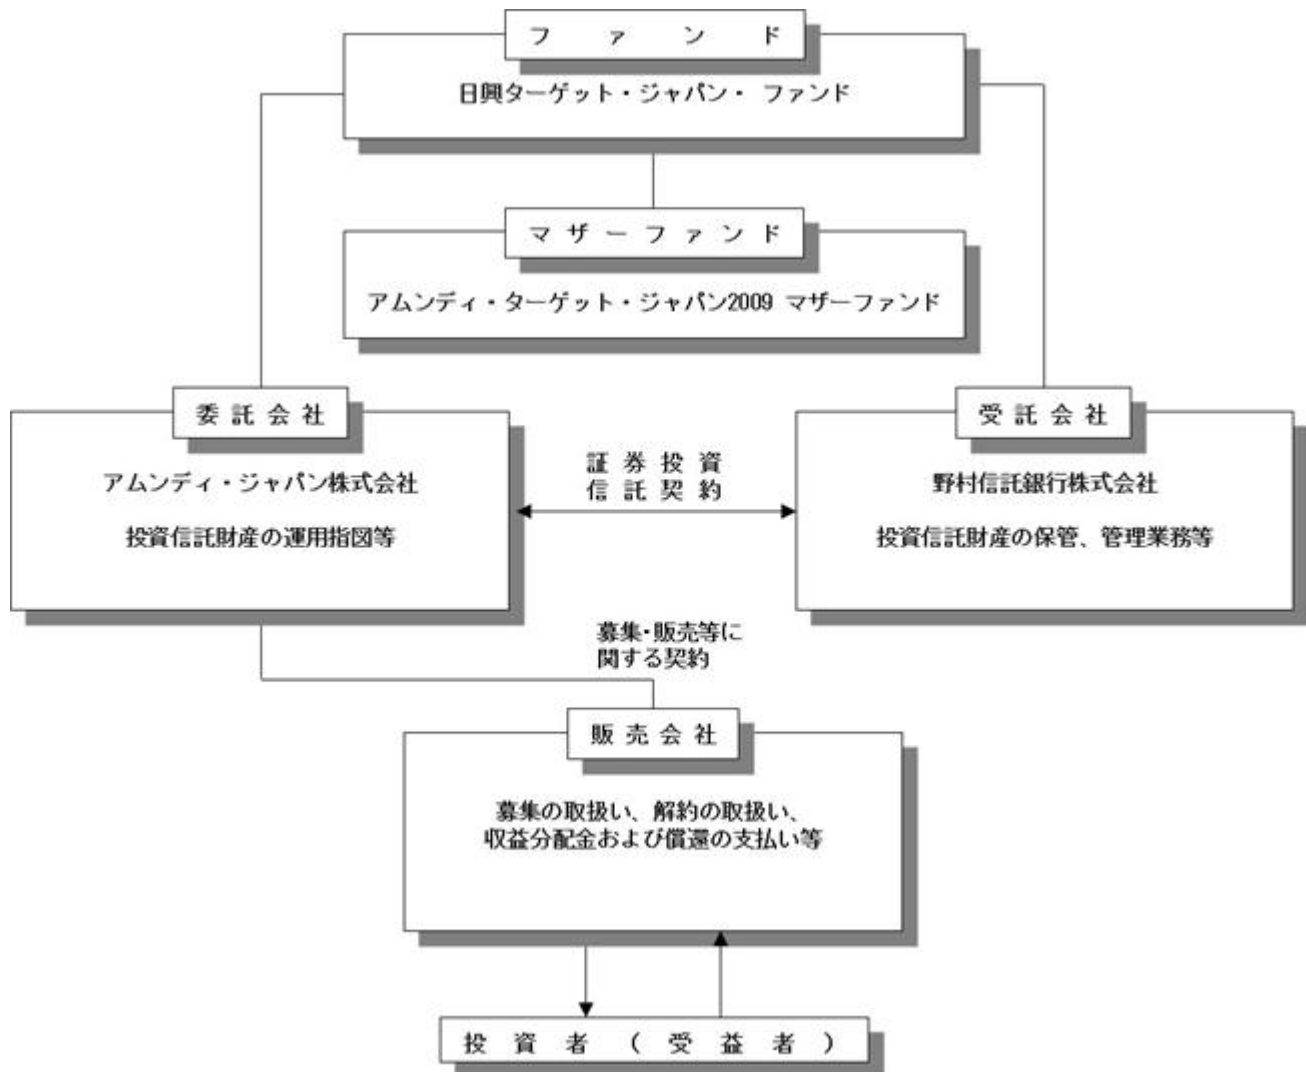 ファンド
日興ターゲット・ジャパン・ ファンド
マザーファンド
アムンディ・ターゲット・ジャパン2009 マザーファンド
委託会社
アムンディ・ジャパン株式会社
投資信託財産の運用指図等
証券投資
信託契約
受託会社
野村信託銀行株式会社
投資信託財産の保管、管理業務等
募集・販売等に
関する契約
販売会社
募集の取扱い、解約の取扱い、
収益分配金および償還の支払い等
投資者(受益者)